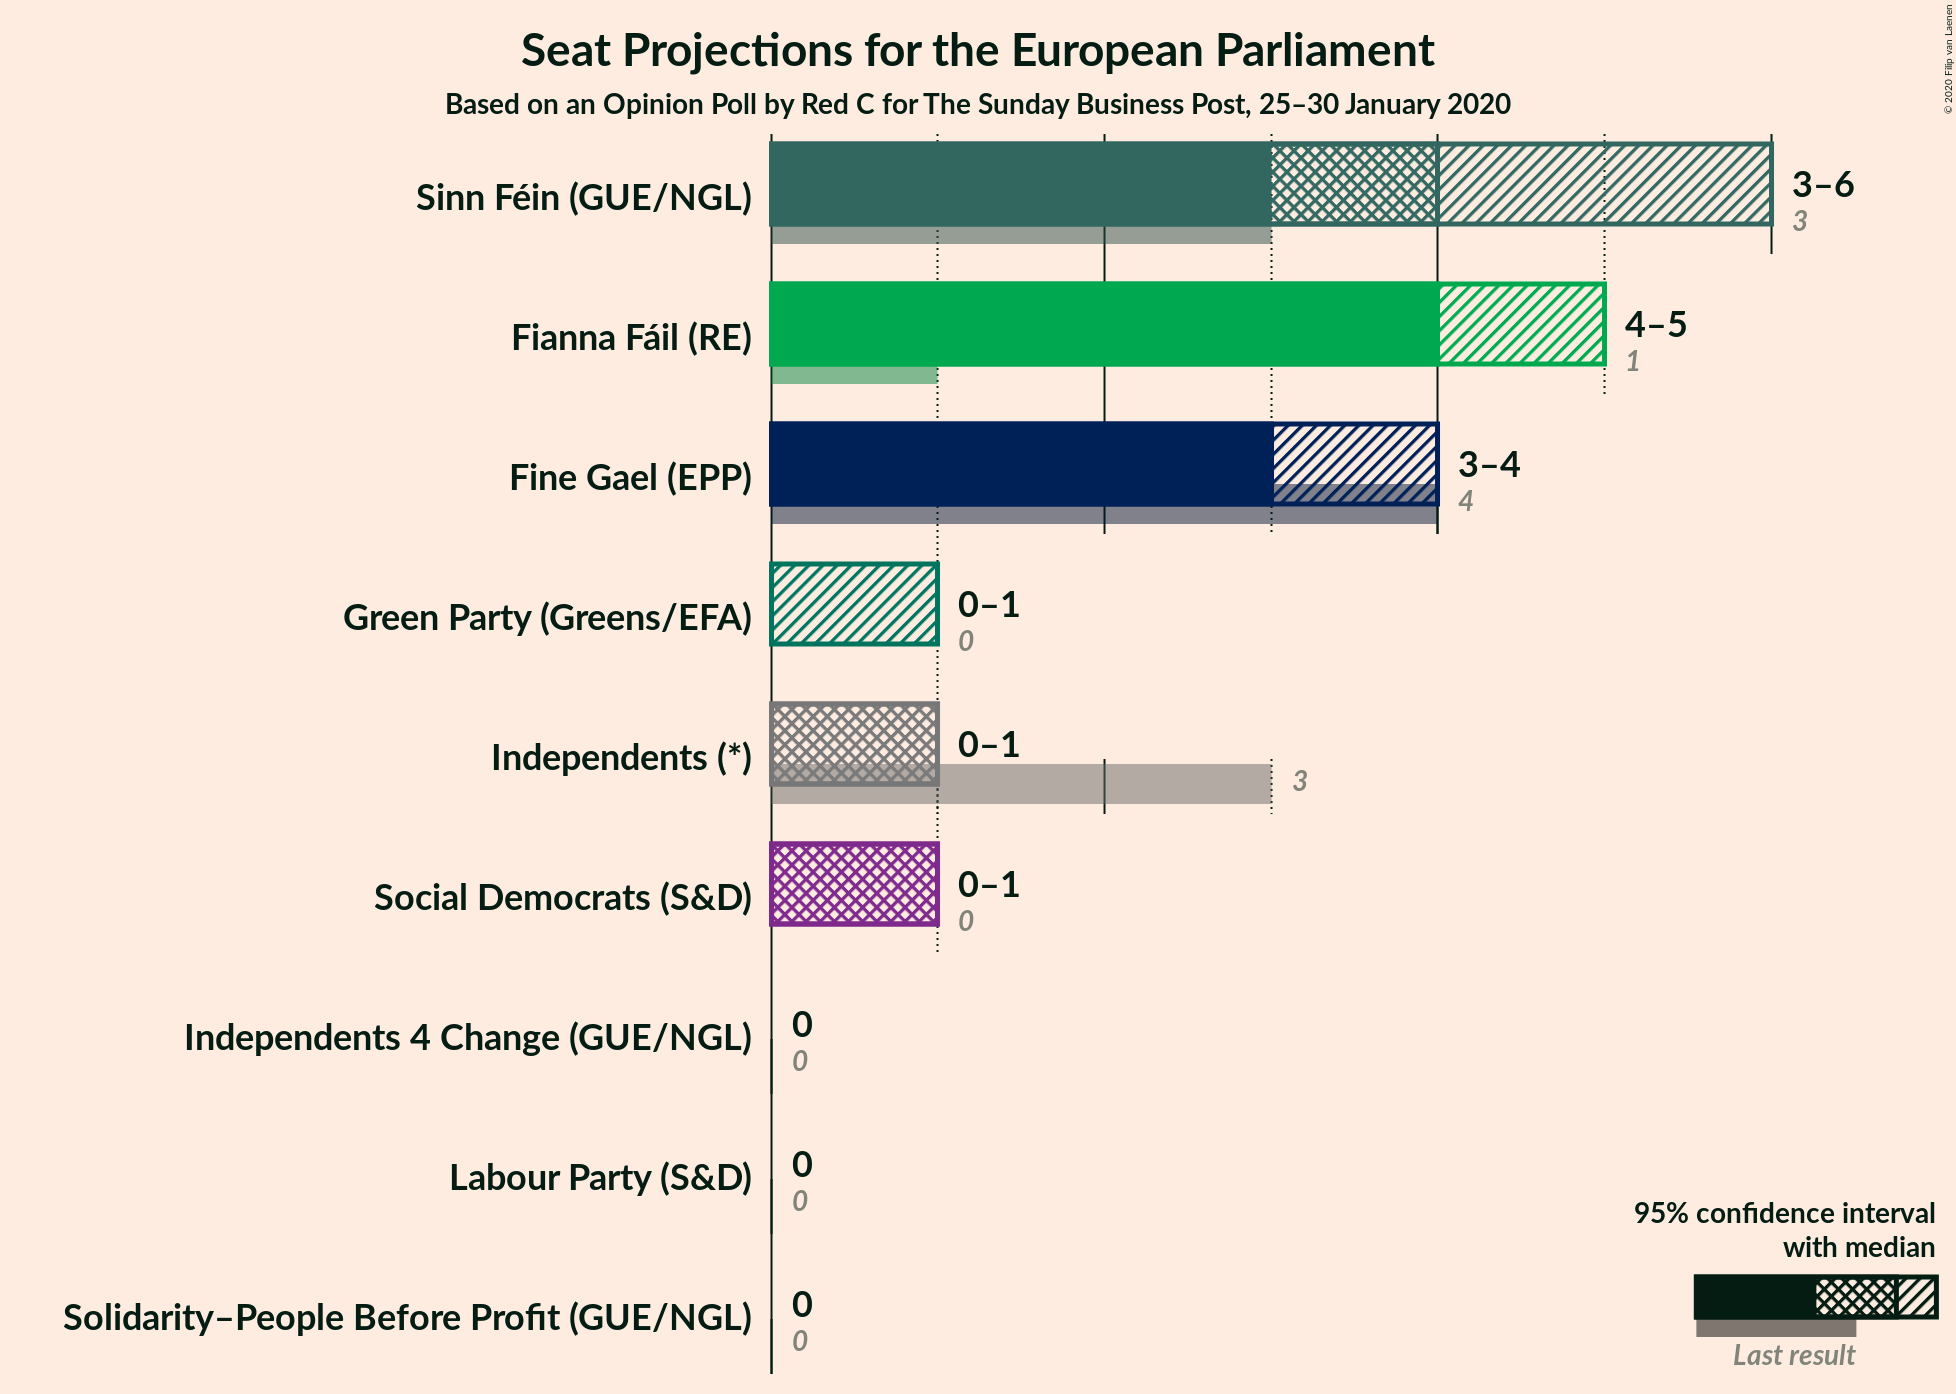 Seat Projections for the European Parliament
Based on an Opinion Poll by Red C for The Sunday Business Post, 25–30 January 2020
© 2020 Filip van Laenen
Sinn Féin (GUE/NGL)
3–6
3
Fianna Fáil (RE)
4–5
1
Fine Gael (EPP)
3–4
4
Green Party (Greens/EFA)
0–1
0
Independents (*)
0–1
3
Social Democrats (S&D)
0–1
0
Independents 4 Change (GUE/NGL)
0
0
Labour Party (S&D)
0
0
Solidarity–People Before Profit (GUE/NGL)
0
0
95% confidence interval
with median
Last result